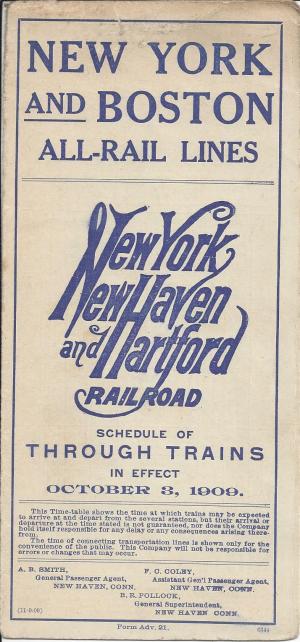 NEW YORK
AND BOSTON
ALL-RAIL LINES
New York
New Haven
and Hartford
RAILROAD
SCHEDULE OF
THROUGH TRAINS
IN EFFECT
OCTOBER 3, 1909.
This Time-table shows the time at which trains may be expected
to arrive at and depart from the several stations, but their arrival or
departure at the time stated is not guaranteed, nor does the Company
hold itself responsible for any delay or any consequences arising there-
from.
The time of connecting transportation lines is shown only for the
convenience of the public. This Company will not be responsible for
errors or changes that may occur.
A. B. SMITH,
General Passenger Agent,
NEW HAVEN, CONN.
F. C. COLEY,
Assistant Gen'l Passenger Agent,
NEW HAVEN, CONN.
B. R. POLLOCK,
General Superintendent,
NEW HAVEN, CONN.
Form Adv. 21.